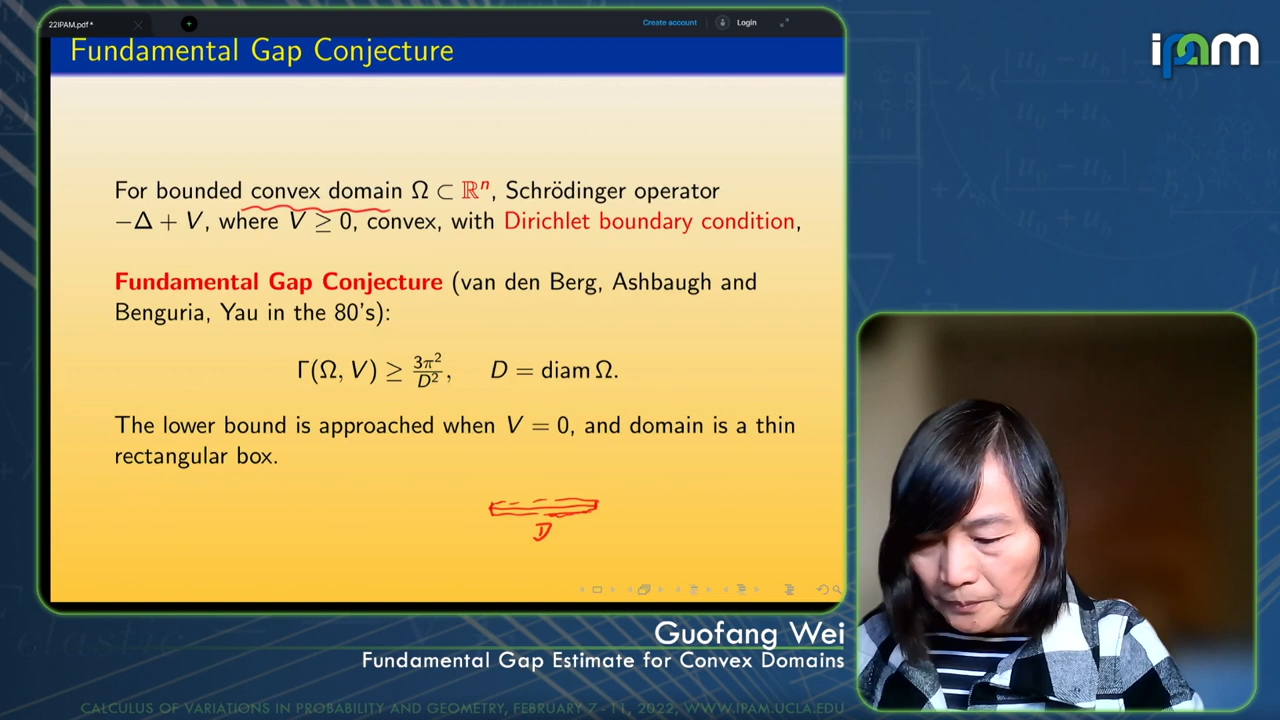 22IPAM.pdf*
Create account
Login
Fundamental Gap Conjecture
ipam
For bounded convex domain Ω ⊂ ℝⁿ, Schrödinger operator
−Δ + V, where V ≥ 0, convex, with Dirichlet boundary condition,
Fundamental Gap Conjecture (van den Berg, Ashbaugh and
Benguria, Yau in the 80's):
Γ(Ω, V) ≥ 3π²/D², D = diam Ω.
The lower bound is approached when V = 0, and domain is a thin
rectangular box.
D
Guofang Wei
Fundamental Gap Estimate for Convex Domains
CALCULUS OF VARIATIONS IN PROBABILITY AND GEOMETRY, FEBRUARY 7 - 11, 2022, WWW.IPAM.UCLA.EDU